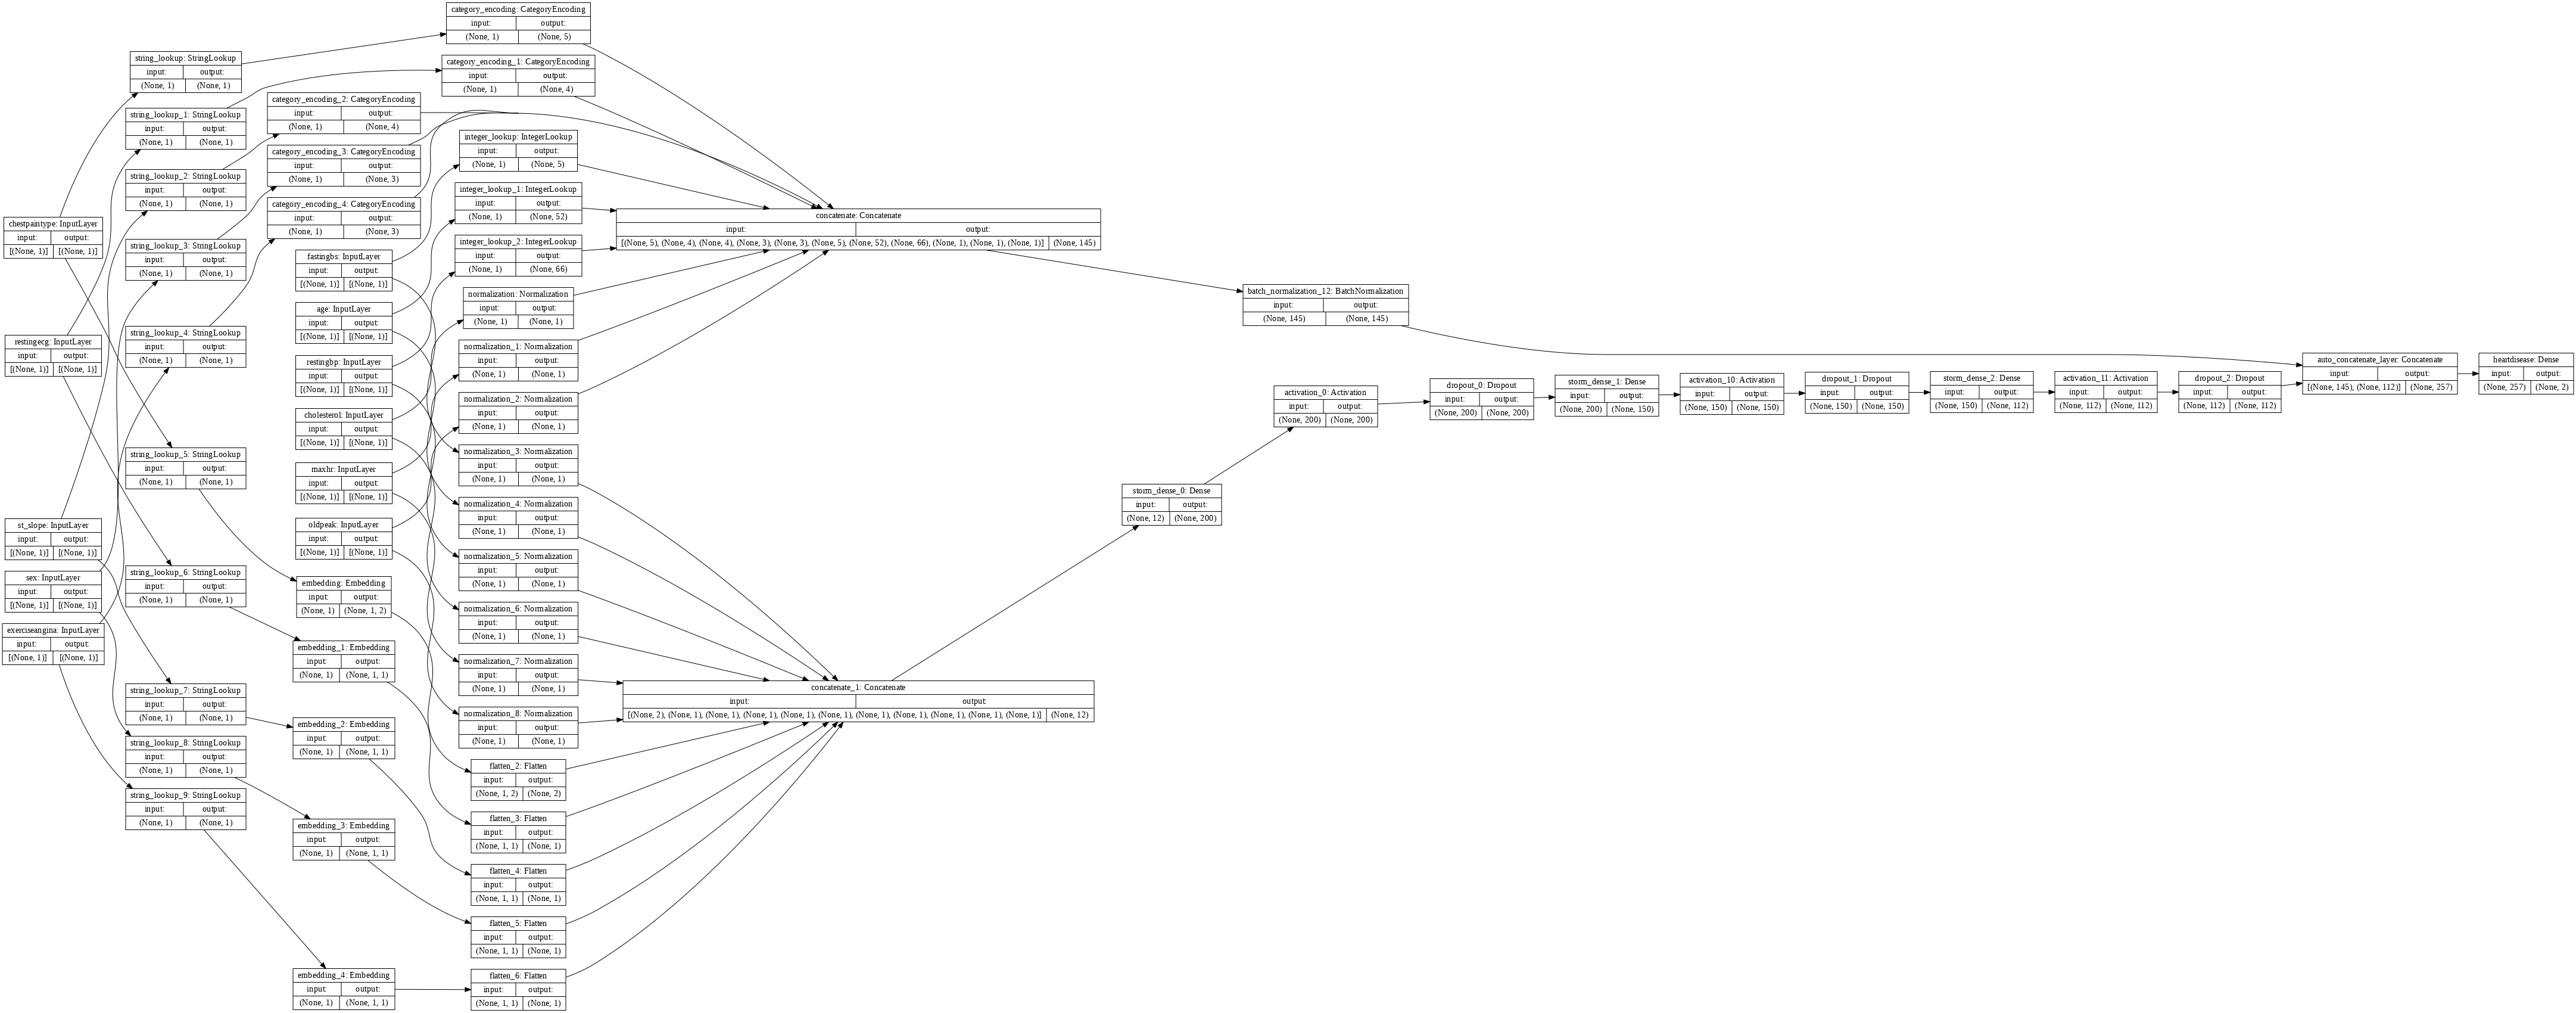 category_encoding: CategoryEncoding
input: output:
(None, 1) (None, 5)
category_encoding_1: CategoryEncoding
input: output:
(None, 1) (None, 4)
string_lookup: StringLookup
input: output:
(None, 1) (None, 1)
string_lookup_1: StringLookup
input: output:
(None, 1) (None, 1)
category_encoding_2: CategoryEncoding
input: output:
(None, 1) (None, 4)
category_encoding_3: CategoryEncoding
input: output:
(None, 1) (None, 3)
category_encoding_4: CategoryEncoding
input: output:
(None, 1) (None, 3)
string_lookup_2: StringLookup
input: output:
(None, 1) (None, 1)
string_lookup_3: StringLookup
input: output:
(None, 1) (None, 1)
string_lookup_4: StringLookup
input: output:
(None, 1) (None, 1)
chestpaintype: InputLayer
input: output:
[(None, 1)] [(None, 1)]
restingecg: InputLayer
input: output:
[(None, 1)] [(None, 1)]
st_slope: InputLayer
input: output:
[(None, 1)] [(None, 1)]
sex: InputLayer
input: output:
[(None, 1)] [(None, 1)]
exerciseangina: InputLayer
input: output:
[(None, 1)] [(None, 1)]
string_lookup_5: StringLookup
input: output:
(None, 1) (None, 1)
string_lookup_6: StringLookup
input: output:
(None, 1) (None, 1)
string_lookup_7: StringLookup
input: output:
(None, 1) (None, 1)
string_lookup_8: StringLookup
input: output:
(None, 1) (None, 1)
string_lookup_9: StringLookup
input: output:
(None, 1) (None, 1)
fastingbs: InputLayer
input: output:
[(None, 1)] [(None, 1)]
age: InputLayer
input: output:
[(None, 1)] [(None, 1)]
restingbp: InputLayer
input: output:
[(None, 1)] [(None, 1)]
cholesterol: InputLayer
input: output:
[(None, 1)] [(None, 1)]
maxhr: InputLayer
input: output:
[(None, 1)] [(None, 1)]
oldpeak: InputLayer
input: output:
[(None, 1)] [(None, 1)]
embedding: Embedding
input: output:
(None, 1) (None, 1, 2)
embedding_1: Embedding
input: output:
(None, 1) (None, 1, 1)
embedding_2: Embedding
input: output:
(None, 1) (None, 1, 1)
embedding_3: Embedding
input: output:
(None, 1) (None, 1, 1)
embedding_4: Embedding
input: output:
(None, 1) (None, 1, 1)
integer_lookup: IntegerLookup
input: output:
(None, 1) (None, 5)
integer_lookup_1: IntegerLookup
input: output:
(None, 1) (None, 52)
integer_lookup_2: IntegerLookup
input: output:
(None, 1) (None, 66)
normalization: Normalization
input: output:
(None, 1) (None, 1)
normalization_1: Normalization
input: output:
(None, 1) (None, 1)
normalization_2: Normalization
input: output:
(None, 1) (None, 1)
normalization_3: Normalization
input: output:
(None, 1) (None, 1)
normalization_4: Normalization
input: output:
(None, 1) (None, 1)
normalization_5: Normalization
input: output:
(None, 1) (None, 1)
normalization_6: Normalization
input: output:
(None, 1) (None, 1)
normalization_7: Normalization
input: output:
(None, 1) (None, 1)
normalization_8: Normalization
input: output:
(None, 1) (None, 1)
flatten_2: Flatten
input: output:
(None, 1, 2) (None, 2)
flatten_3: Flatten
input: output:
(None, 1, 1) (None, 1)
flatten_4: Flatten
input: output:
(None, 1, 1) (None, 1)
flatten_5: Flatten
input: output:
(None, 1, 1) (None, 1)
flatten_6: Flatten
input: output:
(None, 1, 1) (None, 1)
concatenate: Concatenate
input: output:
[(None, 5), (None, 4), (None, 4), (None, 3), (None, 3), (None, 5), (None, 52), (None, 66), (None, 1), (None, 1), (None, 1)] (None, 145)
concatenate_1: Concatenate
input: output:
[(None, 2), (None, 1), (None, 1), (None, 1), (None, 1), (None, 1), (None, 1), (None, 1), (None, 1), (None, 1), (None, 1)] (None, 12)
batch_normalization_12: BatchNormalization
input: output:
(None, 145) (None, 145)
storm_dense_0: Dense
input: output:
(None, 12) (None, 200)
activation_0: Activation
input: output:
(None, 200) (None, 200)
dropout_0: Dropout
input: output:
(None, 200) (None, 200)
storm_dense_1: Dense
input: output:
(None, 200) (None, 150)
activation_10: Activation
input: output:
(None, 150) (None, 150)
dropout_1: Dropout
input: output:
(None, 150) (None, 150)
storm_dense_2: Dense
input: output:
(None, 150) (None, 112)
activation_11: Activation
input: output:
(None, 112) (None, 112)
dropout_2: Dropout
input: output:
(None, 112) (None, 112)
auto_concatenate_layer: Concatenate
input: output:
[(None, 145), (None, 112)] (None, 257)
heartdisease: Dense
input: output:
(None, 257) (None, 2)